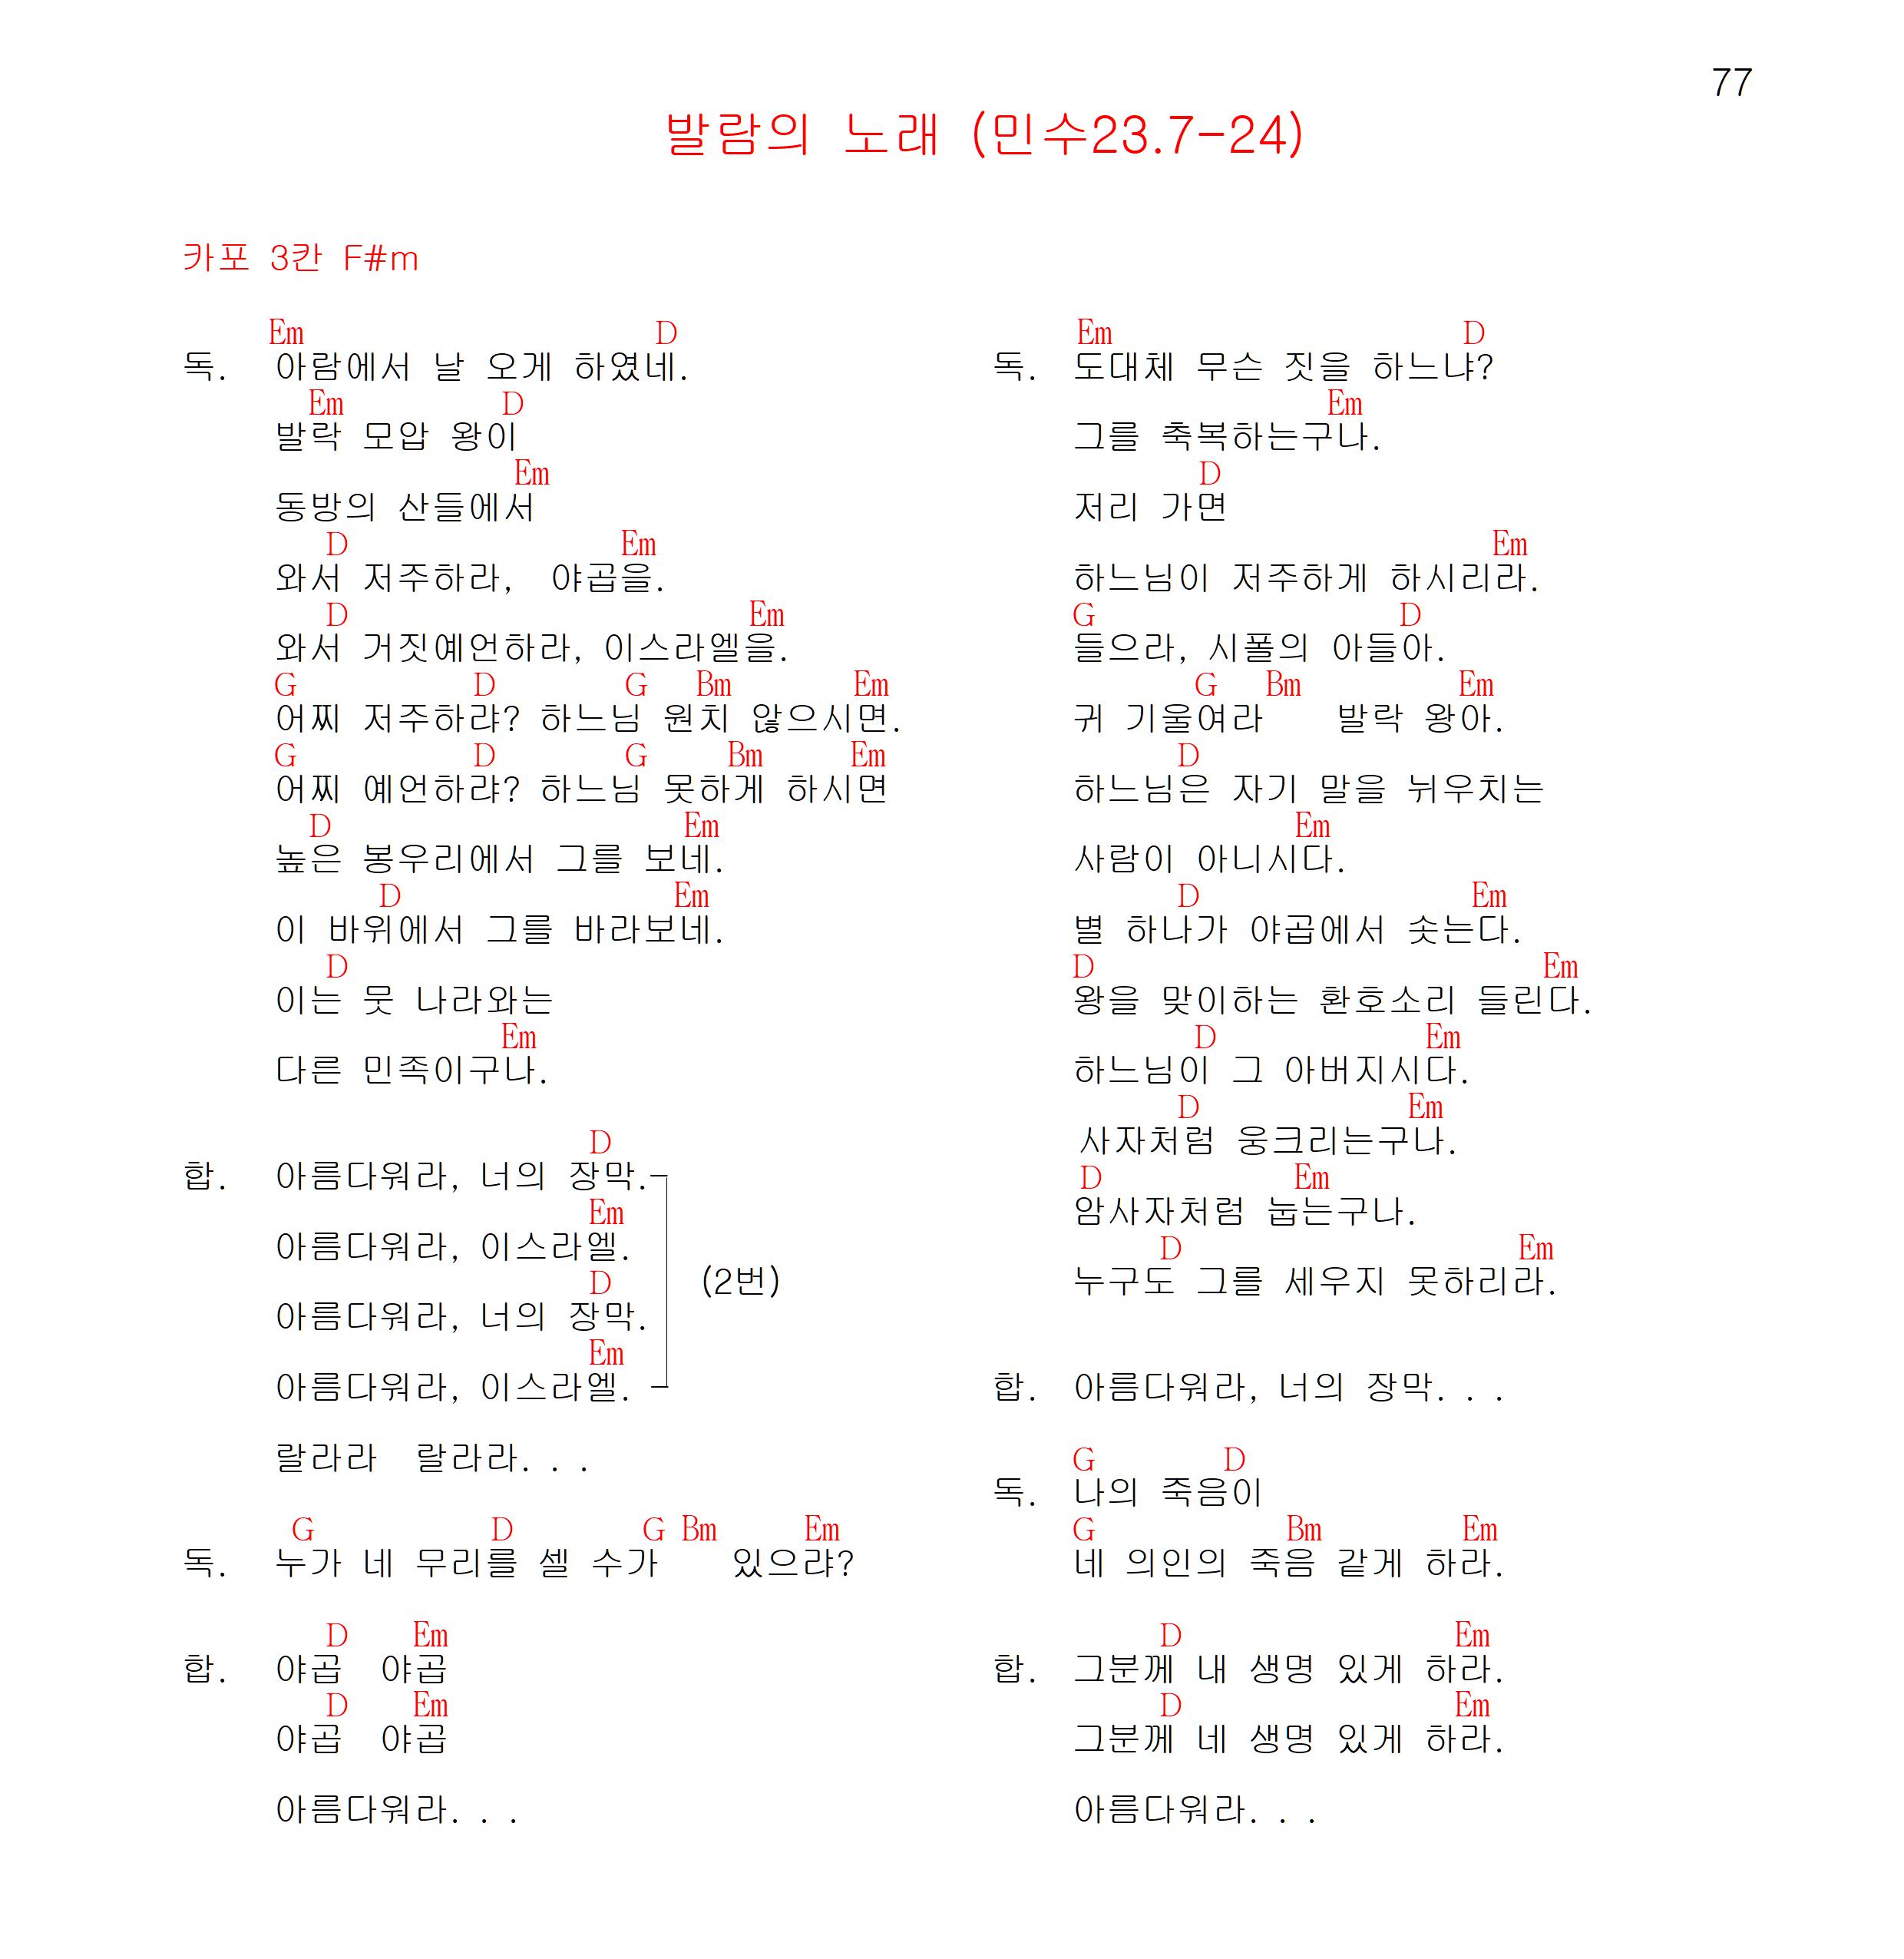 77
발람의 노래 (민수23.7-24)
카포 3칸 F#m
Em D
독. 아람에서 날 오게 하였네.
Em D
발락 모압 왕이
Em
동방의 산들에서
D Em
와서 저주하라, 야곱을.
D Em
와서 거짓예언하라, 이스라엘을.
G D G Bm Em
어찌 저주하랴? 하느님 원치 않으시면.
G D G Bm Em
어찌 예언하랴? 하느님 못하게 하시면
D Em
높은 봉우리에서 그를 보네.
D Em
이 바위에서 그를 바라보네.
D
이는 뭇 나라와는
Em
다른 민족이구나.
D
합. 아름다워라, 너의 장막.
Em
아름다워라, 이스라엘.
D
(2번)
아름다워라, 너의 장막.
Em
아름다워라, 이스라엘.
랄라라 랄라라. . .
G D G Bm Em
독. 누가 네 무리를 셀 수가 있으랴?
D Em
합. 야곱 야곱
D Em
야곱 야곱
아름다워라. . .
Em D
독. 도대체 무슨 짓을 하느냐?
Em
그를 축복하는구나.
D
저리 가면
Em
하느님이 저주하게 하시리라.
G D
들으라, 시폴의 아들아.
G Bm Em
귀 기울여라 발락 왕아.
D
하느님은 자기 말을 뉘우치는
Em
사람이 아니시다.
D Em
별 하나가 야곱에서 솟는다.
D Em
왕을 맞이하는 환호소리 들린다.
D Em
하느님이 그 아버지시다.
D Em
사자처럼 웅크리는구나.
D Em
암사자처럼 눕는구나.
D Em
누구도 그를 세우지 못하리라.
합. 아름다워라, 너의 장막. . .
G D
독. 나의 죽음이
G Bm Em
네 의인의 죽음 같게 하라.
D Em
합. 그분께 내 생명 있게 하라.
D Em
그분께 네 생명 있게 하라.
아름다워라. . .